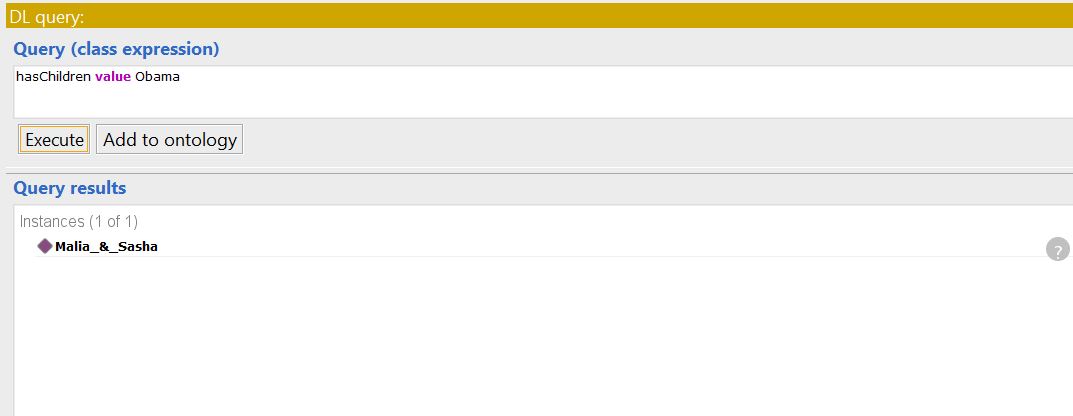 DL query:
Query (class expression)
hasChildren value Obama
Execute Add to ontology
Query results
Instances (1 of 1)
Malia_&_Sasha
?